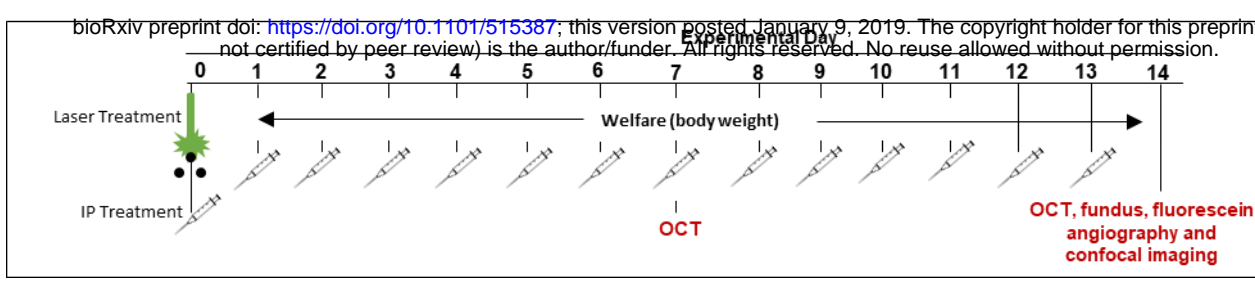 bioRxiv preprint doi: https://doi.org/10.1101/515387; this version posted January 9, 2019. The copyright holder for this preprint
Experimental Day
not certified by peer review) is the author/funder. All rights reserved. No reuse allowed without permission.
0 1 2 3 4 5 6 7 8 9 10 11 12 13 14
Laser Treatment
Welfare (body weight)
IP Treatment
OCT
OCT, fundus, fluorescein
angiography and
confocal imaging